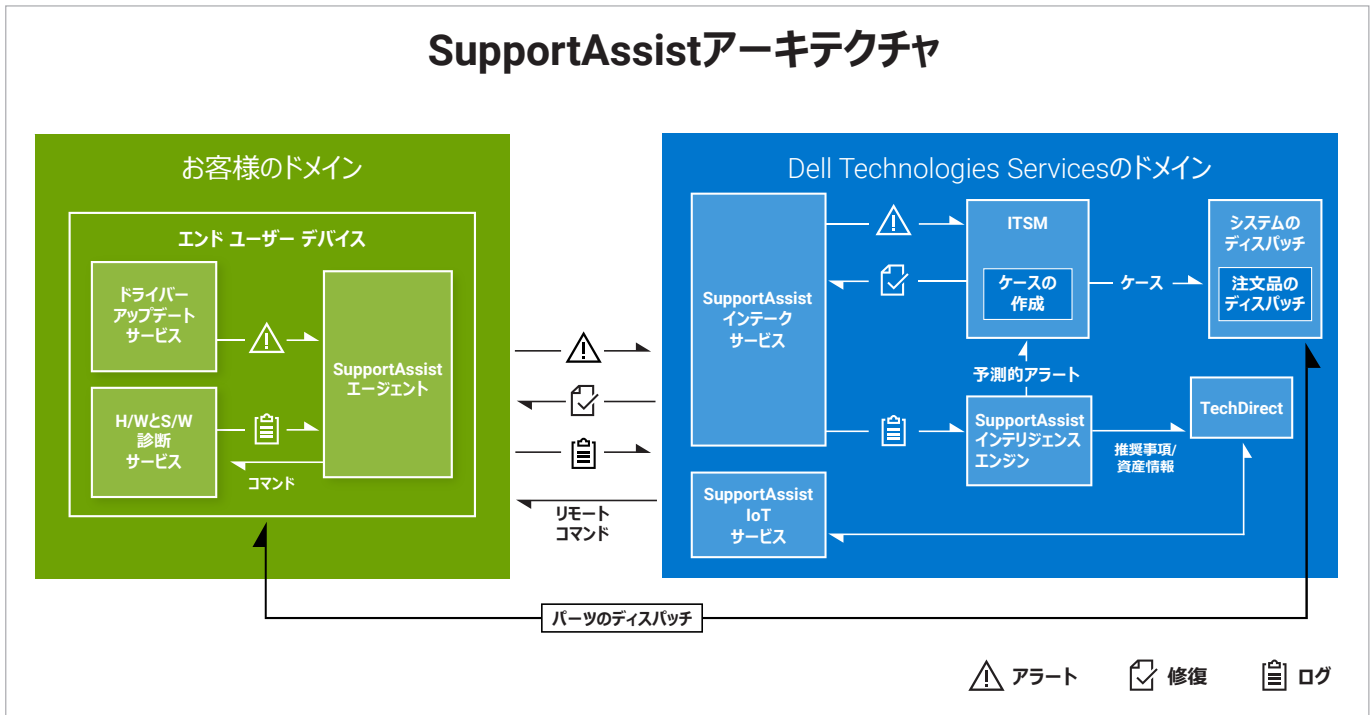 SupportAssistアーキテクチャ
お客様のドメイン
エンド ユーザー デバイス
ドライバー
アップデート
サービス
SupportAssist
エージェント
H/WとS/W
診断
サービス
コマンド
リモート
コマンド
Dell Technologies Servicesのドメイン
SupportAssist
インテーク
サービス
ITSM
ケースの
作成
ケース
システムの
ディスパッチ
注文品の
ディスパッチ
予測的アラート
SupportAssist
インテリジェンス
エンジン
推奨事項/
資産情報
TechDirect
SupportAssist
IoT
サービス
パーツのディスパッチ
アラート
修復
ログ